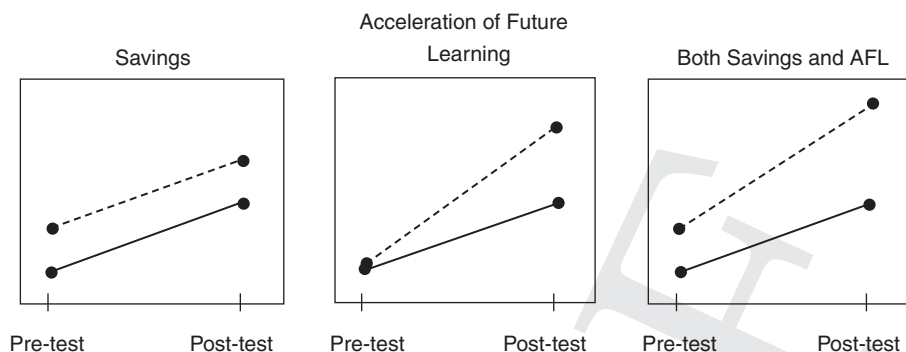 Savings
Acceleration of Future
Learning
Both Savings and AFL
Pre-test Post-test
Pre-test Post-test
Pre-test Post-test